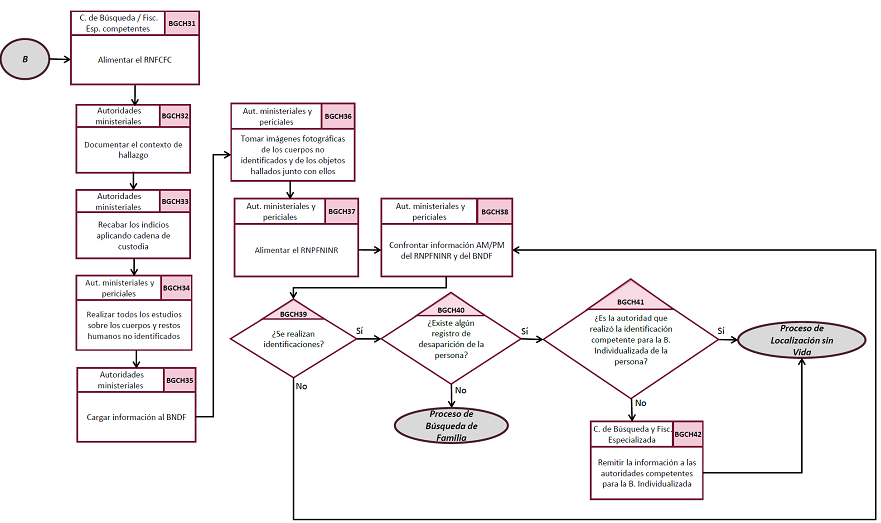 B
C. de Búsqueda / Fisc.
Esp. competentes
BGCH31
Alimentar el RNFCFC
Autoridades
ministeriales
BGCH32
Documentar el contexto de
hallazgo
Autoridades
ministeriales
BGCH33
Recabar los indicios
aplicando cadena de
custodia
Aut. ministeriales y
periciales
BGCH34
Realizar todos los estudios
sobre los cuerpos y restos
humanos no identificados
Autoridades
ministeriales
BGCH35
Cargar información al BNDF
Aut. ministeriales y
periciales
BGCH36
Tomar imágenes fotográficas
de los cuerpos no
identificados y de los objetos
hallados junto con ellos
Aut. ministeriales y
periciales
BGCH37
Alimentar el RNPFNINR
Aut. ministeriales y
periciales
BGCH38
Confrontar información AM/PM
del RNPFNINR y del BNDF
BGCH39
¿Se realizan
identificaciones?
Sí
No
BGCH40
¿Existe algún
registro de
desaparición de la
persona?
Sí
No
Proceso de
Búsqueda de
Familia
BGCH41
¿Es la autoridad que
realizó la identificación
competente para la B.
Individualizada de la
persona?
Sí
No
Proceso de
Localización sin
Vida
C. de Búsqueda y Fisc.
Especializada
BGCH42
Remitir la información a las
autoridades competentes
para la B. Individualizada